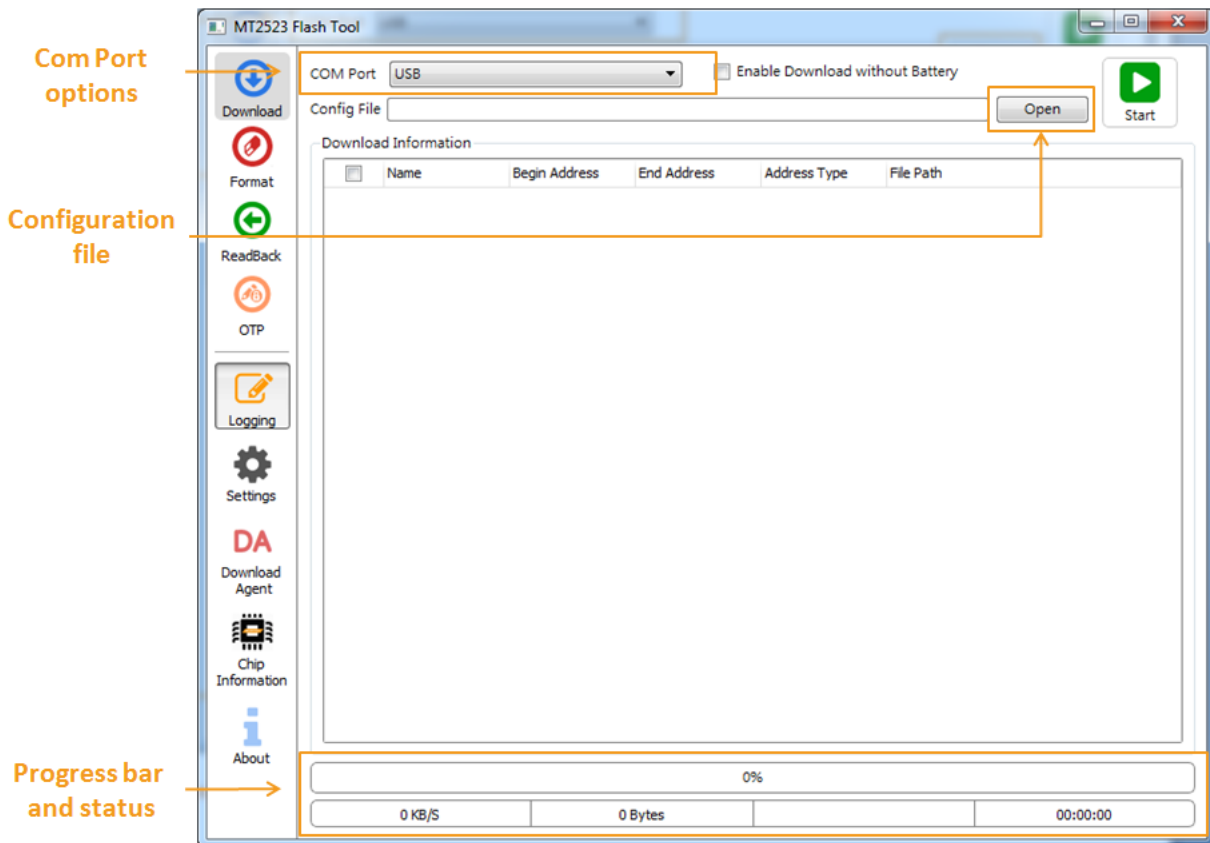 MT2523 Flash Tool
Com Port
options
COM Port USB
Enable Download without Battery
Config File
Open
Start
Download
Download Information
Name Begin Address End Address Address Type File Path
Format
Configuration
file
ReadBack
OTP
Logging
Settings
DA
Download
Agent
Chip
Information
About
Progress bar
and status
0%
0 KB/S 0 Bytes 00:00:00